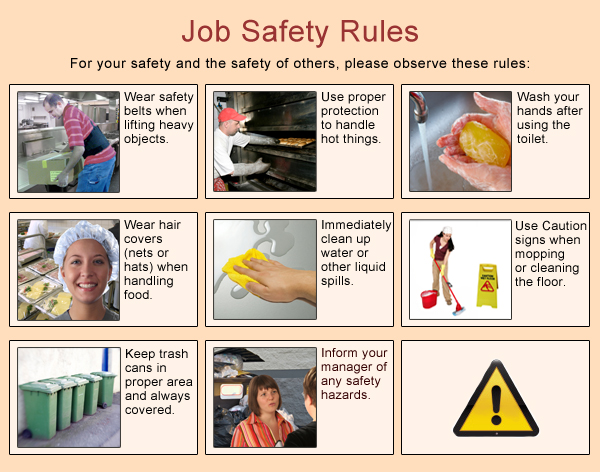 Job Safety Rules
For your safety and the safety of others, please observe these rules:
Wear safety
belts when
lifting heavy
objects.
Use proper
protection
to handle
hot things.
Wash your
hands after
using the
toilet.
Wear hair
covers
(nets or
hats) when
handling
food.
Immediately
clean up
water or
other liquid
spills.
Use Caution
signs when
mopping
or cleaning
the floor.
CAUTION
Keep trash
cans in
proper area
and always
covered.
Inform your
manager of
any safety
hazards.